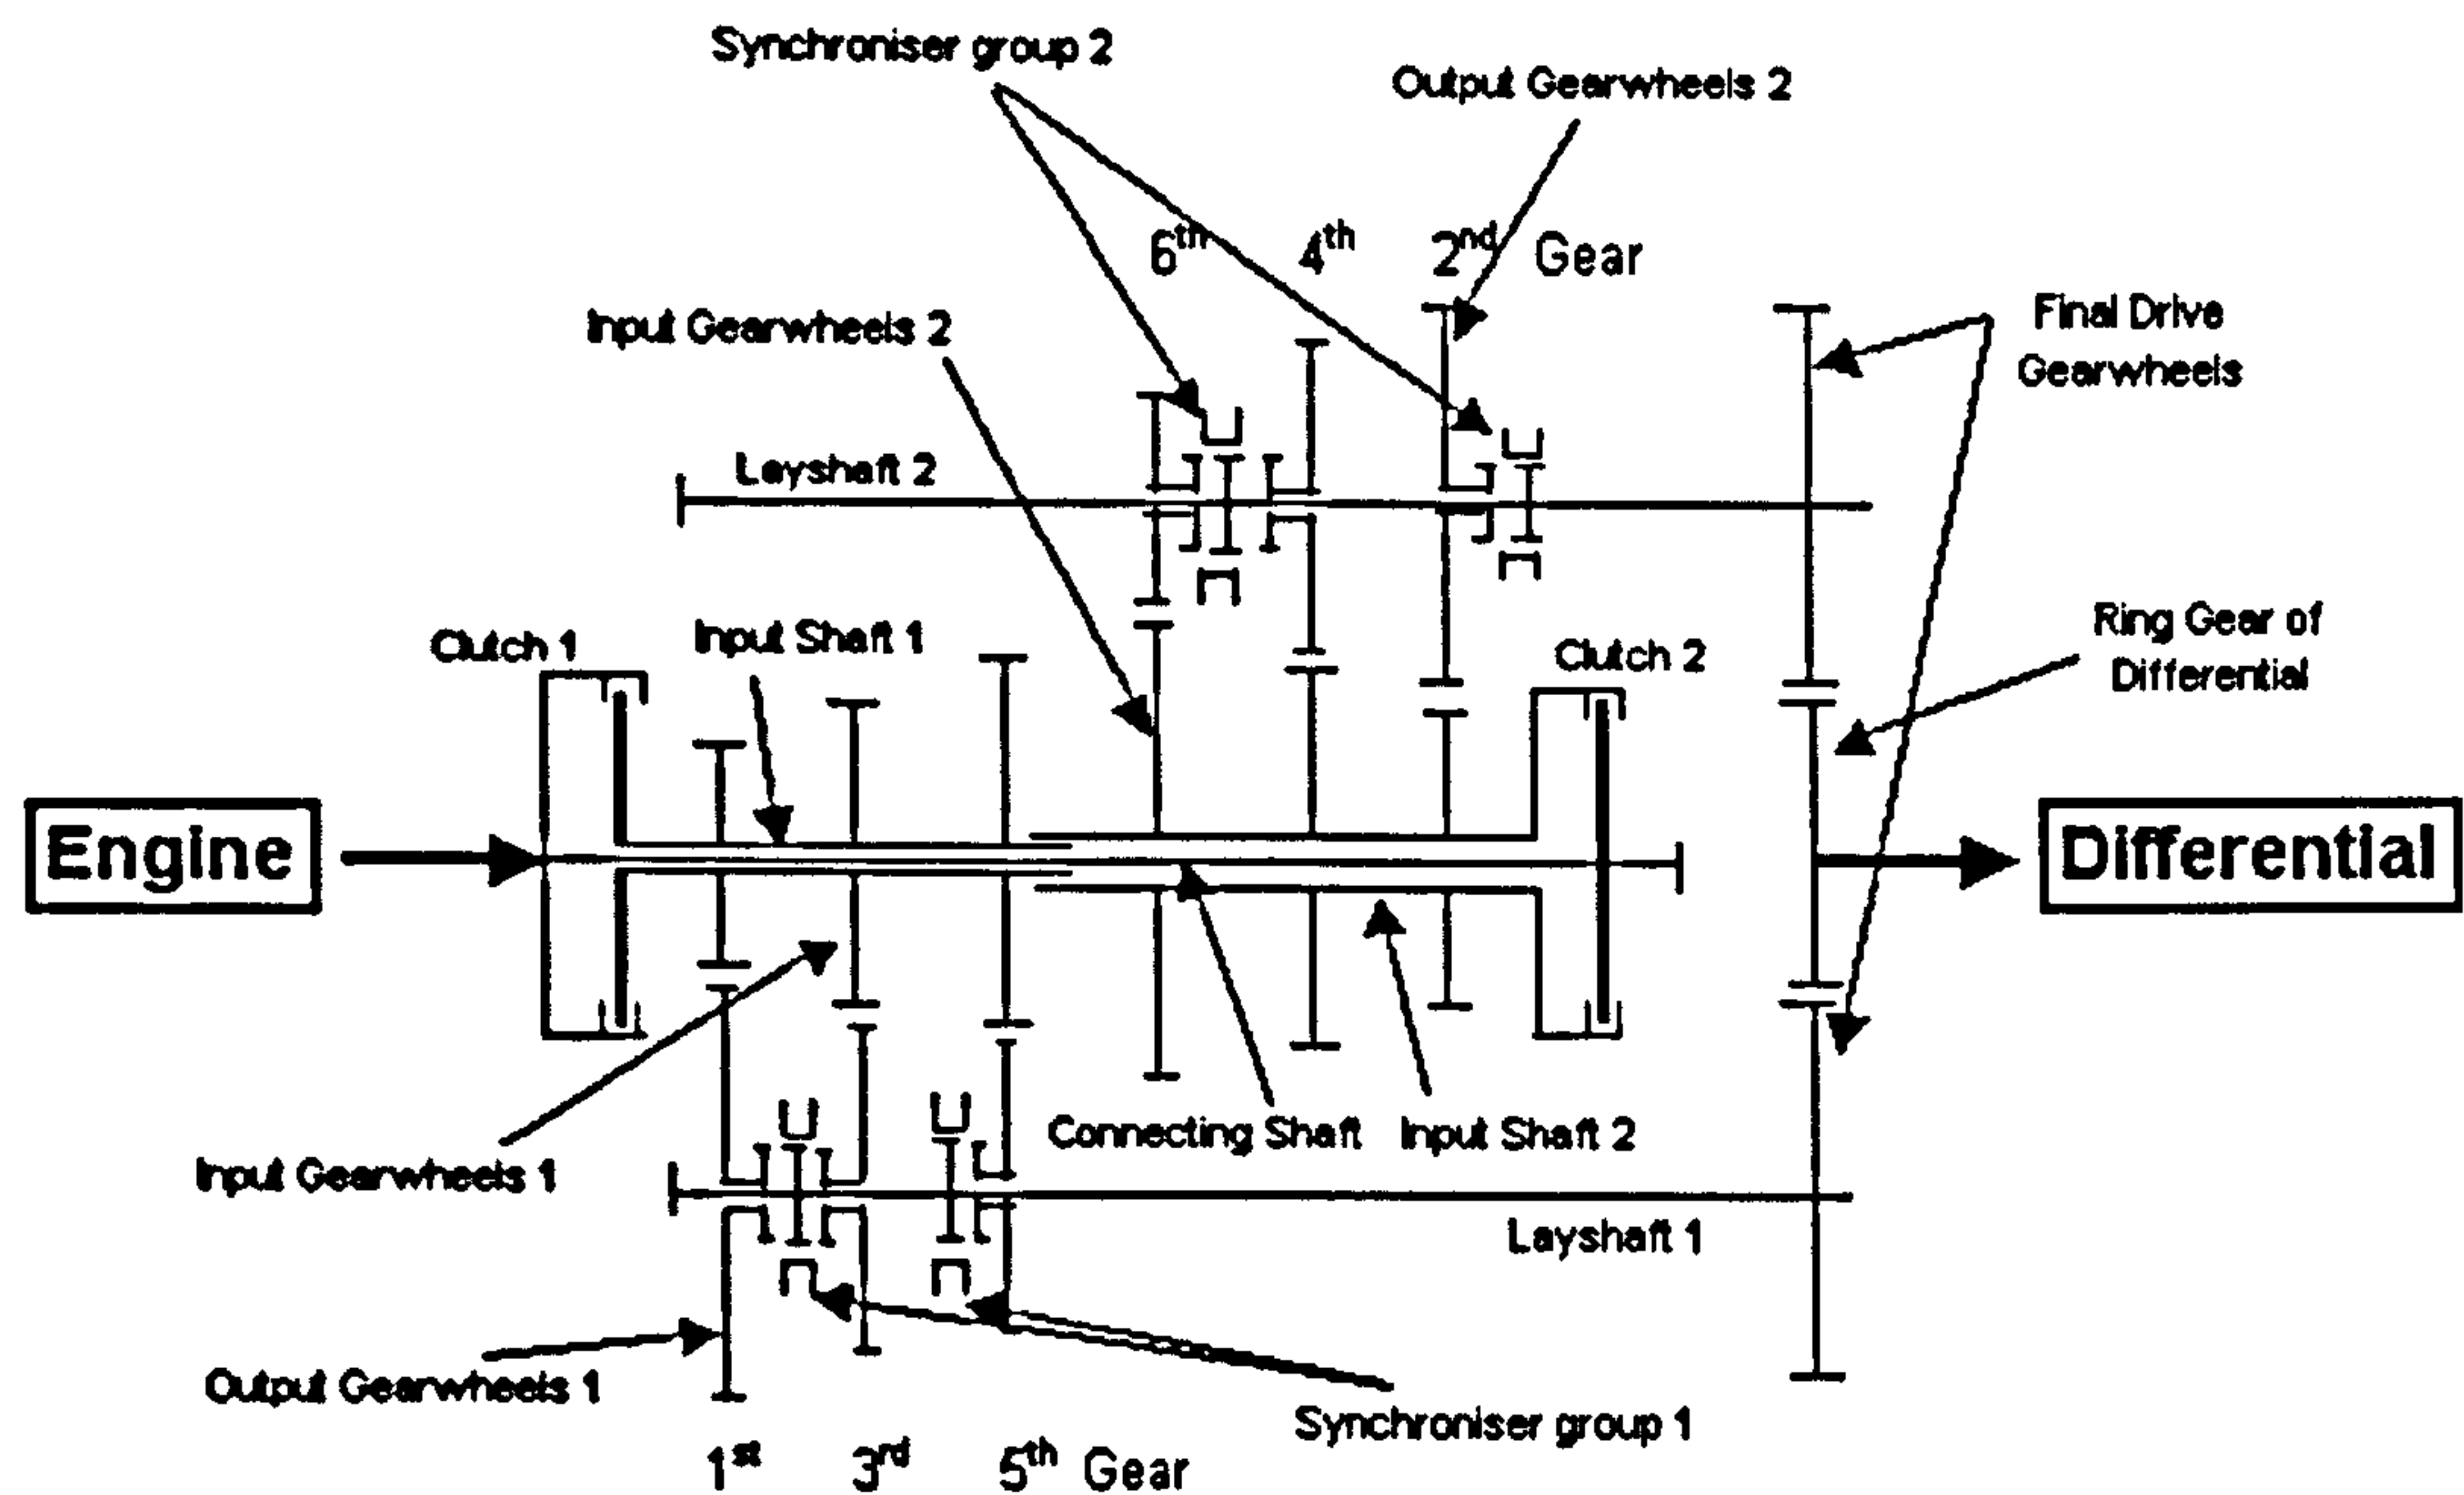 Synchroniser group 2
Output Gearwheels 2
6th 4th 2nd Gear
Input Gearwheels 2
Final Drive
Gearwheels
Layshaft 2
Clutch 1
Input Shaft 1
Ring Gear of
Differential
Clutch 2
Engine
Differential
Connecting Shaft
Input Shaft 2
Input Gearwheels 1
Layshaft 1
Output Gearwheels 1
Synchroniser group 1
1st 3rd 5th Gear